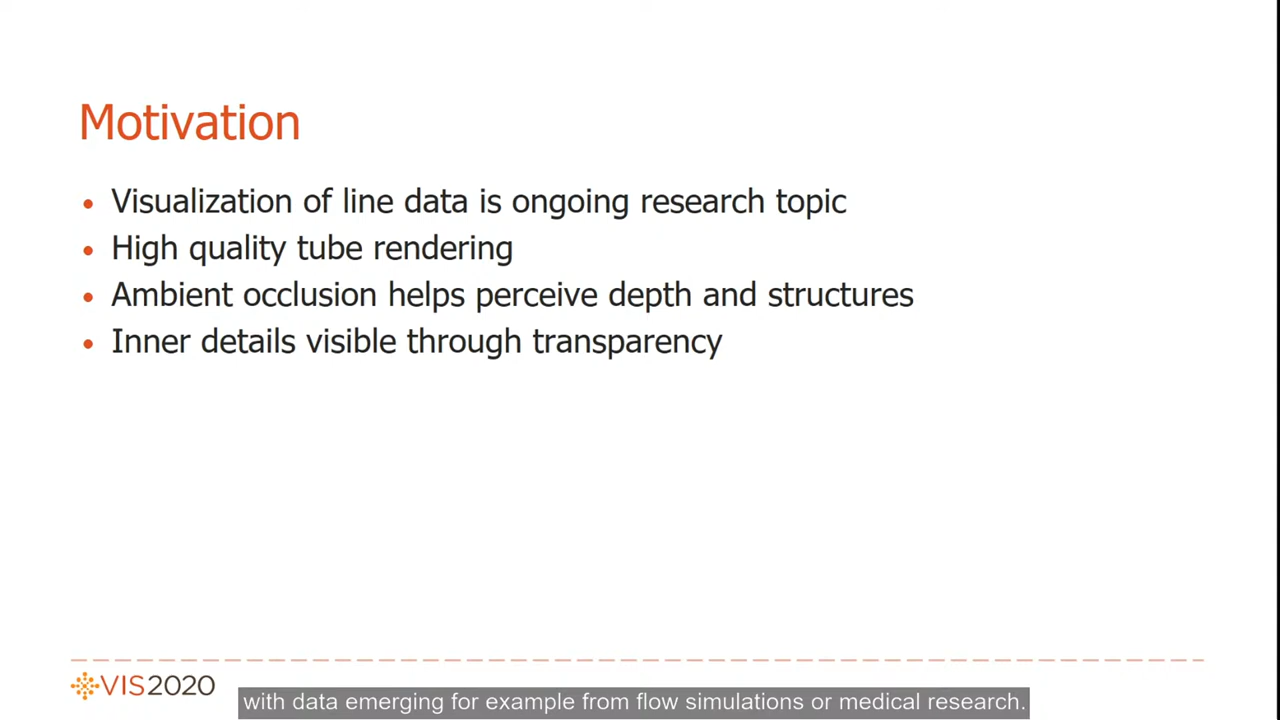 Motivation
• Visualization of line data is ongoing research topic
• High quality tube rendering
• Ambient occlusion helps perceive depth and structures
• Inner details visible through transparency
VIS2020
with data emerging for example from flow simulations or medical research.